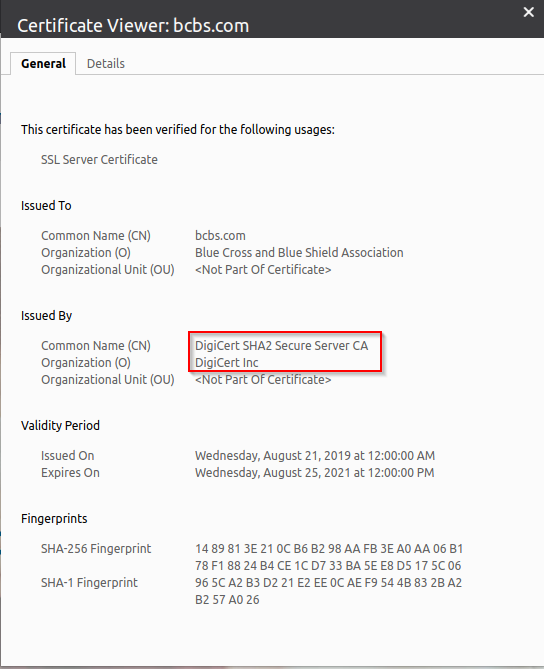 Certificate Viewer: bcbs.com
General Details
This certificate has been verified for the following usages:
SSL Server Certificate
Issued To
Common Name (CN) bcbs.com
Organization (O) Blue Cross and Blue Shield Association
Organizational Unit (OU) <Not Part Of Certificate>
Issued By
Common Name (CN) DigiCert SHA2 Secure Server CA
Organization (O) DigiCert Inc
Organizational Unit (OU) <Not Part Of Certificate>
Validity Period
Issued On Wednesday, August 21, 2019 at 12:00:00 AM
Expires On Wednesday, August 25, 2021 at 12:00:00 PM
Fingerprints
SHA-256 Fingerprint 14 89 81 3E 21 0C B6 B2 98 AA FB 3E A0 AA 06 B1
78 F1 88 24 B4 CE 1C D7 33 BA 5E E8 D5 17 5C 06
SHA-1 Fingerprint 96 5C A2 B3 D2 21 E2 EE 0C AE F9 54 4B 83 2B A2
B2 57 A0 26